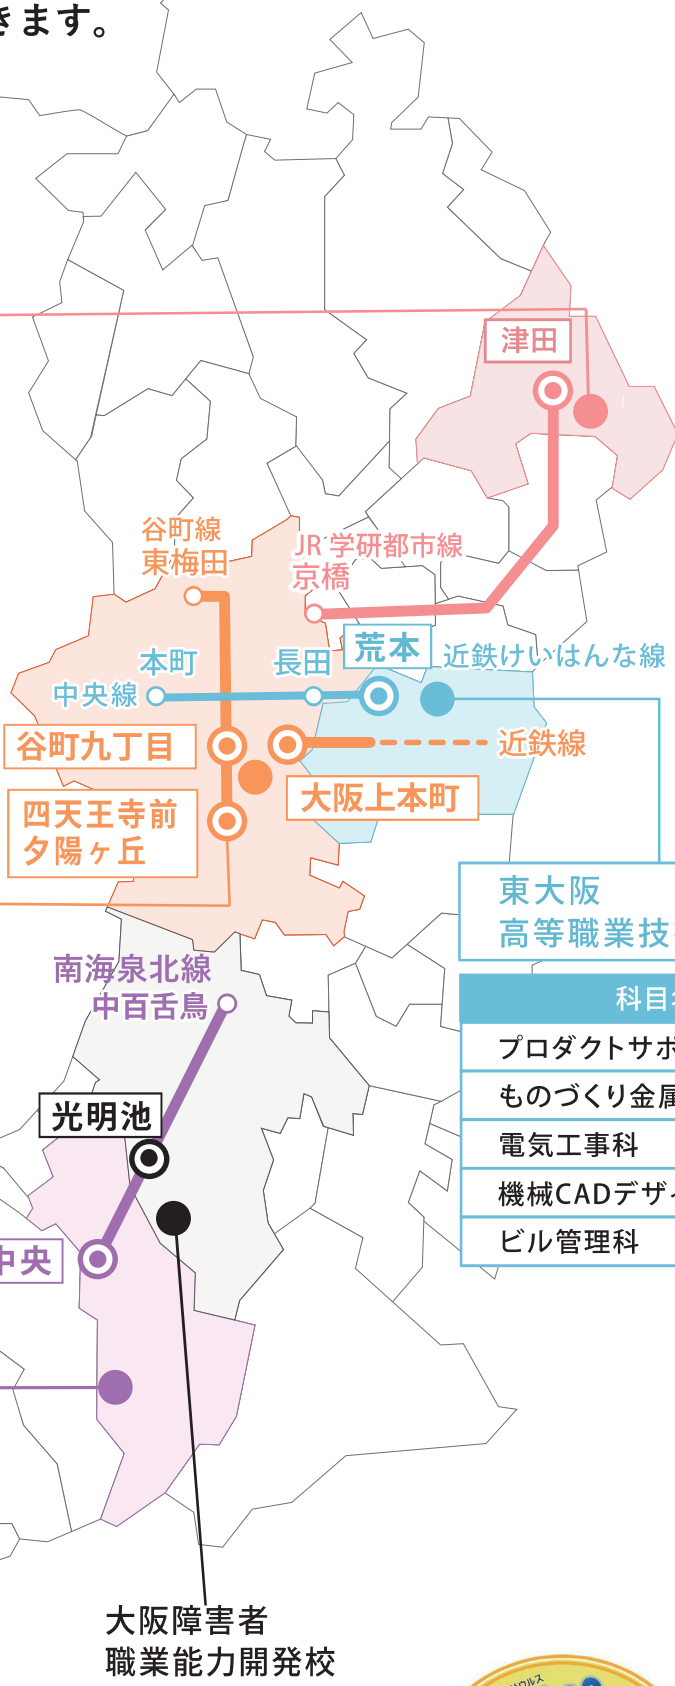 きます。
津田
谷町線
東梅田
JR 学研都市線
京橋
荒本
本町
長田
近鉄けいはんな線
中央線
谷町九丁目
近鉄線
四天王寺前
夕陽ヶ丘
大阪上本町
東大阪
高等職業技
南海泉北線
中百舌鳥
科目
プロダクトサポ
光明池
ものづくり金属
電気工事科
機械CADデザイ
中央
ビル管理科
大阪障害者
職業能力開発校